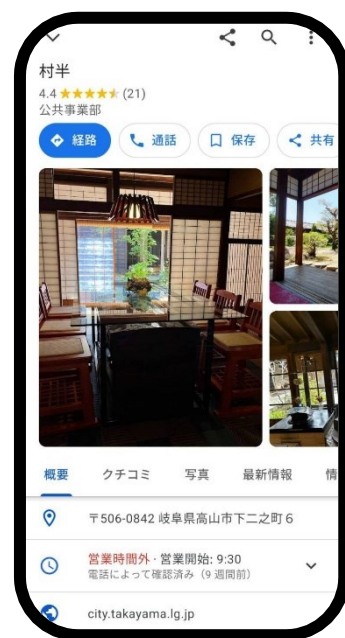 村半
4.4 ★★★★★ (21)
公共事業部
経路 通話 保存 共有
概要 クチコミ 写真 最新情報 情
〒506-0842 岐阜県高山市下二之町６
営業時間外 · 営業開始: 9:30
電話によって確認済み（9 週間前）
city.takayama.lg.jp